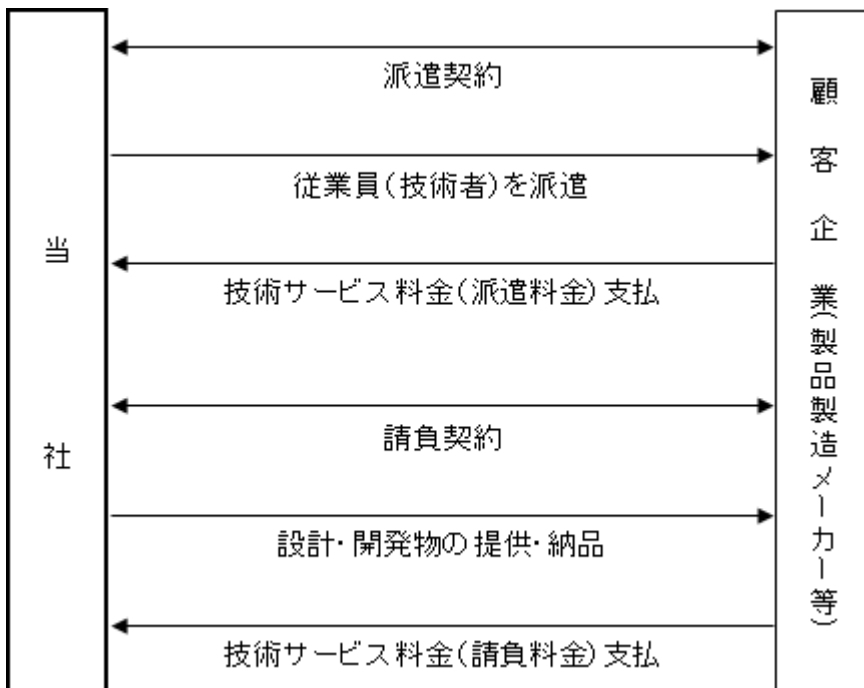 当社
派遣契約
従業員(技術者)を派遣
技術サービス料金(派遣料金)支払
請負契約
設計・開発物の提供・納品
技術サービス料金(請負料金)支払
顧客企業(製品製造メーカー等)